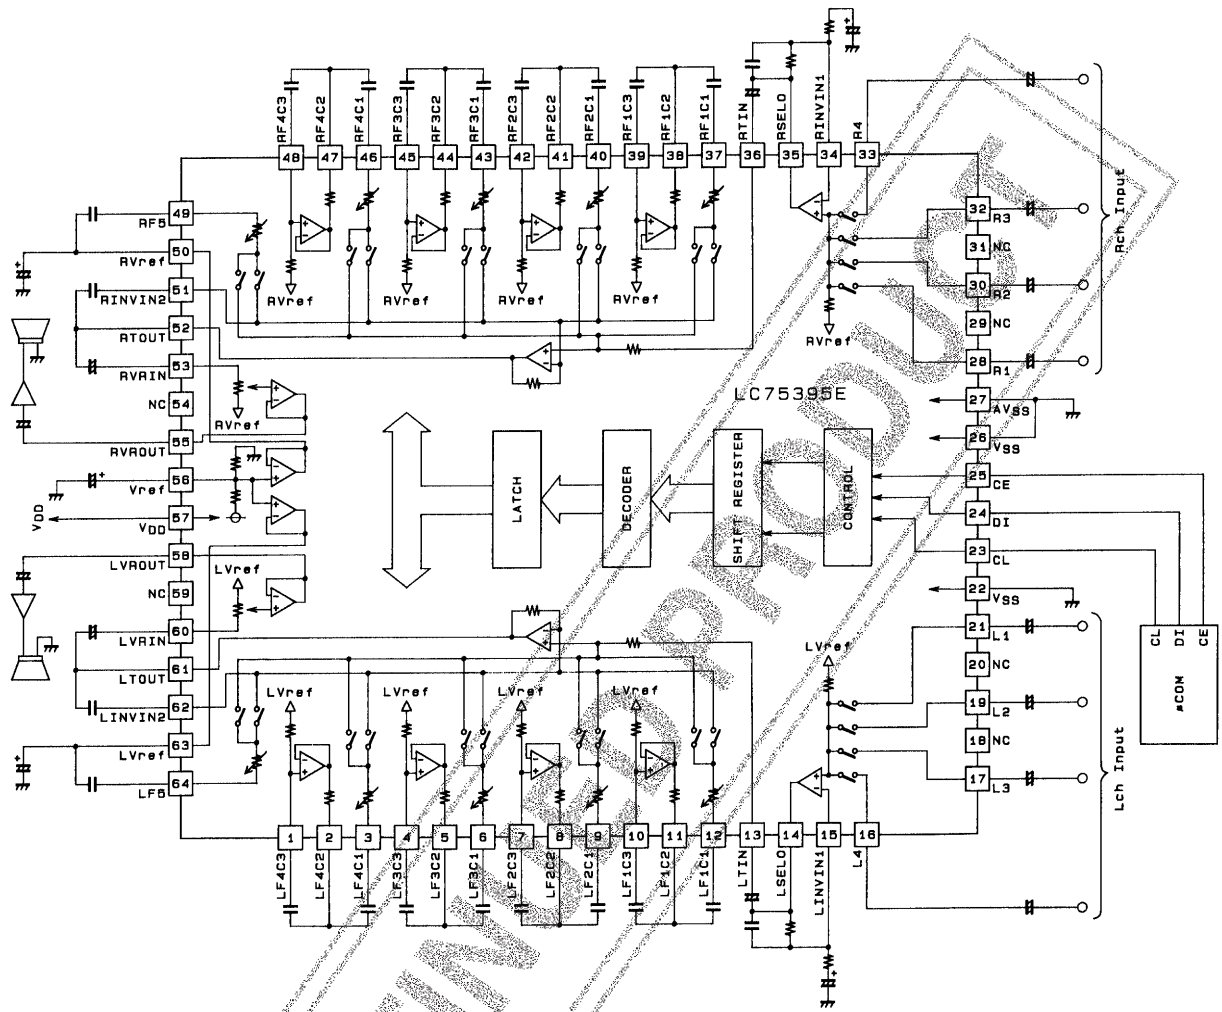 RF4C3
RF4C2
RF4C1
RF3C3
RF3C2
RF3C1
RF2C3
RF2C2
RF2C1
RF1C3
RF1C2
RF1C1
RTIN
RSELO
RINVIN1
R4
48
47
46
45
44
43
42
41
40
39
38
37
36
35
34
33
49
RF5
50
RVref
51
RINVIN2
52
RTOUT
53
RVRIN
54
NC
55
RVROUT
56
Vref
57
VDD
VDD
58
LVROUT
59
NC
60
LVRIN
61
LTOUT
62
LINVIN2
63
LVref
64
LF5
RVref
RVref
RVref
RVref
RVref
RVref
LVref
LVref
LVref
LVref
LVref
LVref
LC75395E
LATCH
DECODER
SHIFT REGISTER
CONTROL
32
R3
31
NC
30
R2
29
NC
28
R1
27
AVSS
26
VSS
25
CE
24
DI
23
CL
22
VSS
21
L1
20
NC
19
L2
18
NC
17
L3
Rch Input
Lch Input
CL
DI
CE
μCOM
1
2
3
4
5
6
7
8
9
10
11
12
13
14
15
16
LF4C3
LF4C2
LF4C1
LF3C3
LF3C2
LF3C1
LF2C3
LF2C2
LF2C1
LF1C3
LF1C2
LF1C1
LTIN
LSELO
LINVIN1
L4
PRODUCT